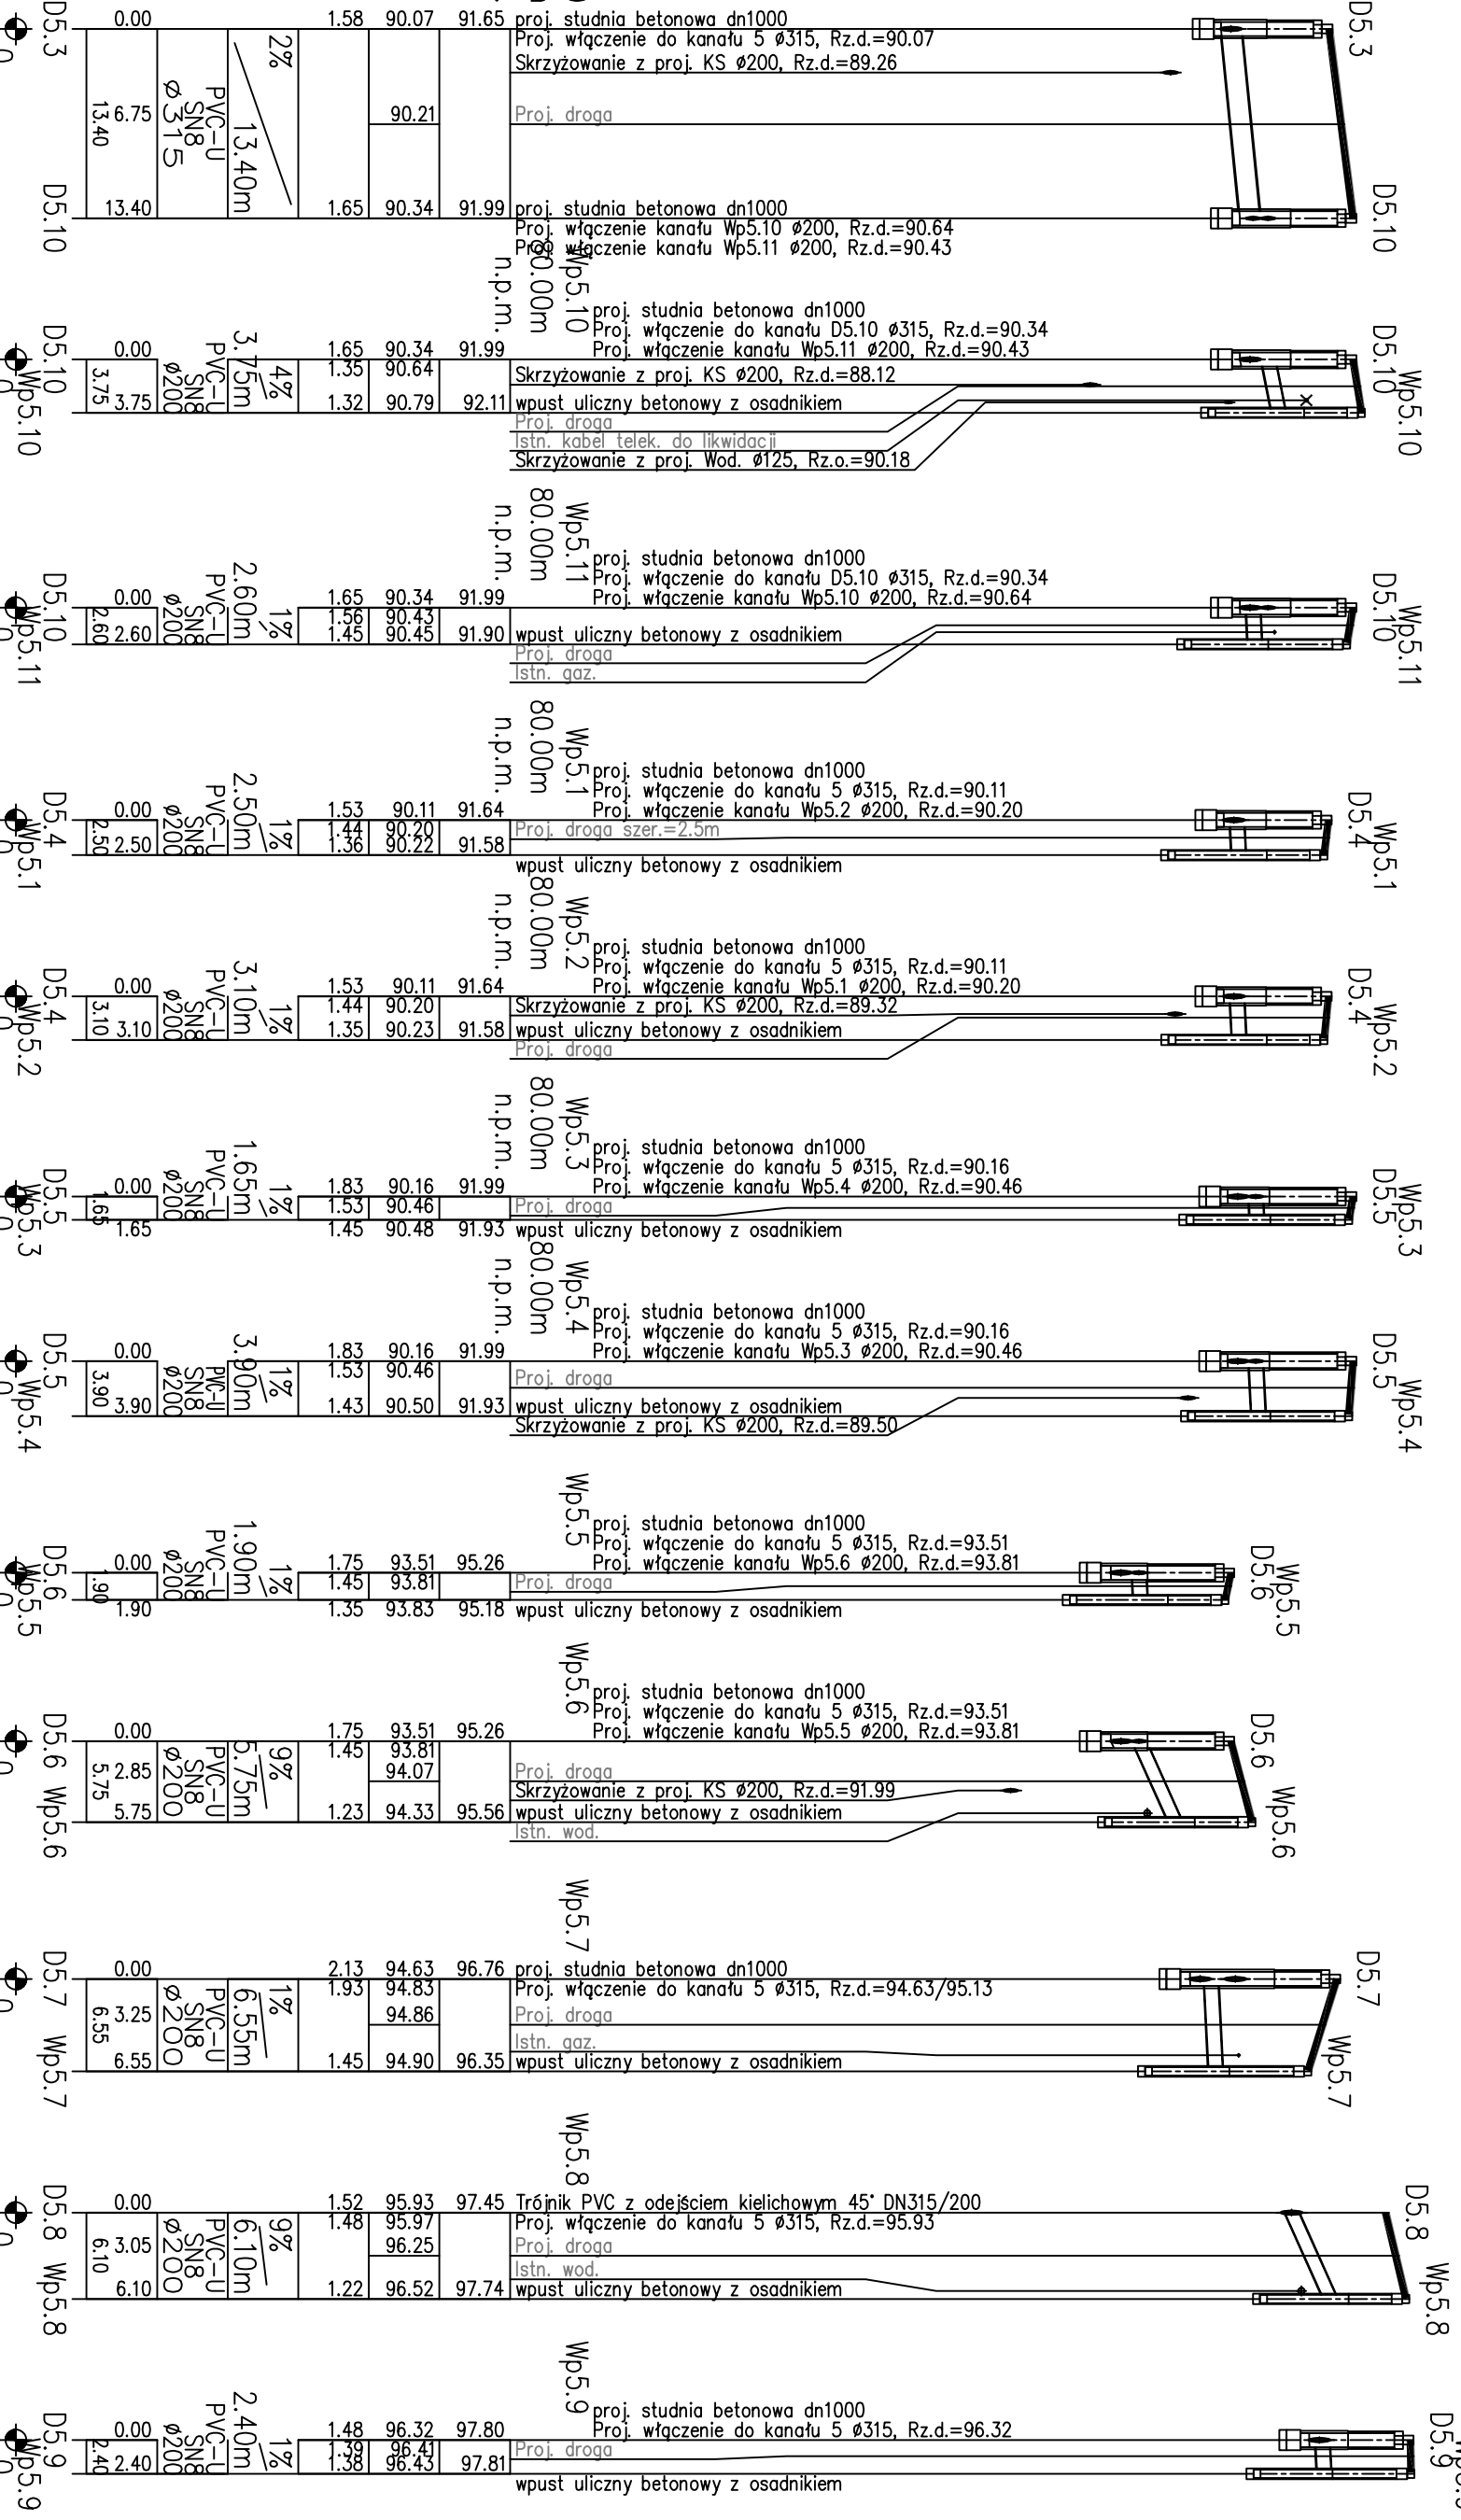 D5.3
0.00
1.58 90.07 91.65 proj. studnia betonowa dn1000
Proj. włączenie do kanału 5 ø315, Rz.d.=90.07
Skrzyżowanie z proj. KS ø200, Rz.d.=89.26
D5.3
2%
13.40m
PVC-U
SN8
ø315
6.75
13.40
90.21
Proj. droga
D5.10
13.40
1.65 90.34 91.99 proj. studnia betonowa dn1000
Proj. włączenie kanału Wp5.10 ø200, Rz.d.=90.64
Proj. włączenie kanału Wp5.11 ø200, Rz.d.=90.43
D5.10
Wp5.10
80.00m
n.p.m.
proj. studnia betonowa dn1000
Proj. włączenie do kanału D5.10 ø315, Rz.d.=90.34
Proj. włączenie kanału Wp5.11 ø200, Rz.d.=90.43
D5.10
0.00
1.65 90.34 91.99
1.35 90.64
Skrzyżowanie z proj. KS ø200, Rz.d.=88.12
3.75m
4%
PVC-U
SN8
ø200
3.75
3.75
1.32 90.79 92.11 wpust uliczny betonowy z osadnikiem
Proj. droga
Istn. kabel telek. do likwidacji
Skrzyżowanie z proj. Wod. ø125, Rz.o.=90.18
Wp5.10
D5.10
Wp5.10
Wp5.11
80.00m
n.p.m.
proj. studnia betonowa dn1000
Proj. włączenie do kanału D5.10 ø315, Rz.d.=90.34
Proj. włączenie kanału Wp5.10 ø200, Rz.d.=90.64
D5.10
0.00
1.65 90.34 91.99
1.56 90.43
2.60m
1%
PVC-U
SN8
ø200
2.60
2.60
1.45 90.45 91.90 wpust uliczny betonowy z osadnikiem
Proj. droga
Istn. gaz.
Wp5.11
D5.10
Wp5.11
Wp5.1
80.00m
n.p.m.
proj. studnia betonowa dn1000
Proj. włączenie do kanału 5 ø315, Rz.d.=90.11
Proj. włączenie kanału Wp5.2 ø200, Rz.d.=90.20
D5.4
0.00
1.53 90.11 91.64
1.44 90.20
Proj. droga szer.=2.5m
2.50m
1%
PVC-U
SN8
ø200
2.50
2.50
1.36 90.22 91.58
wpust uliczny betonowy z osadnikiem
Wp5.1
D5.4
Wp5.1
Wp5.2
80.00m
n.p.m.
proj. studnia betonowa dn1000
Proj. włączenie do kanału 5 ø315, Rz.d.=90.11
Proj. włączenie kanału Wp5.1 ø200, Rz.d.=90.20
D5.4
0.00
1.53 90.11 91.64
1.44 90.20
Skrzyżowanie z proj. KS ø200, Rz.d.=89.32
3.10m
1%
PVC-U
SN8
ø200
3.10
3.10
1.35 90.23 91.58 wpust uliczny betonowy z osadnikiem
Proj. droga
Wp5.2
D5.4
Wp5.2
Wp5.3
80.00m
n.p.m.
proj. studnia betonowa dn1000
Proj. włączenie do kanału 5 ø315, Rz.d.=90.16
Proj. włączenie kanału Wp5.4 ø200, Rz.d.=90.46
D5.5
0.00
1.83 90.16 91.99
1.53 90.46
Proj. droga
1.65m
1%
PVC-U
SN8
ø200
1.65
1.65
1.45 90.48 91.93 wpust uliczny betonowy z osadnikiem
Wp5.3
D5.5
Wp5.3
Wp5.4
80.00m
n.p.m.
proj. studnia betonowa dn1000
Proj. włączenie do kanału 5 ø315, Rz.d.=90.16
Proj. włączenie kanału Wp5.3 ø200, Rz.d.=90.46
D5.5
0.00
1.83 90.16 91.99
1.53 90.46
Proj. droga
3.90m
1%
PVC-U
SN8
ø200
3.90
3.90
1.43 90.50 91.93 wpust uliczny betonowy z osadnikiem
Skrzyżowanie z proj. KS ø200, Rz.d.=89.50
Wp5.4
D5.5
Wp5.4
Wp5.5
proj. studnia betonowa dn1000
Proj. włączenie do kanału 5 ø315, Rz.d.=93.51
Proj. włączenie kanału Wp5.6 ø200, Rz.d.=93.81
D5.6
0.00
1.75 93.51 95.26
1.45 93.81
Proj. droga
1.90m
1%
PVC-U
SN8
ø200
1.90
1.90
1.35 93.83 95.18 wpust uliczny betonowy z osadnikiem
Wp5.5
D5.6
Wp5.5
Wp5.6
proj. studnia betonowa dn1000
Proj. włączenie do kanału 5 ø315, Rz.d.=93.51
Proj. włączenie kanału Wp5.5 ø200, Rz.d.=93.81
D5.6
0.00
1.75 93.51 95.26
1.45 93.81
94.07
Proj. droga
Skrzyżowanie z proj. KS ø200, Rz.d.=91.99
5.75m
9%
PVC-U
SN8
ø200
2.85
5.75
5.75
1.23 94.33 95.56 wpust uliczny betonowy z osadnikiem
Istn. wod.
Wp5.6
D5.6
Wp5.6
Wp5.7
D5.7
0.00
2.13 94.63 96.76 proj. studnia betonowa dn1000
1.93 94.83
Proj. włączenie do kanału 5 ø315, Rz.d.=94.63/95.13
94.86
Proj. droga
Istn. gaz.
6.55m
1%
PVC-U
SN8
ø200
3.25
6.55
6.55
1.45 94.90 96.35 wpust uliczny betonowy z osadnikiem
Wp5.7
D5.7
Wp5.7
Wp5.8
D5.8
0.00
1.52 95.93 97.45 Trójnik PVC z odejściem kielichowym 45° DN315/200
1.48 95.97
Proj. włączenie do kanału 5 ø315, Rz.d.=95.93
96.25
Proj. droga
Istn. wod.
6.10m
9%
PVC-U
SN8
ø200
3.05
6.10
6.10
1.22 96.52 97.74 wpust uliczny betonowy z osadnikiem
Wp5.8
D5.8
Wp5.8
Wp5.9
proj. studnia betonowa dn1000
Proj. włączenie do kanału 5 ø315, Rz.d.=96.32
D5.9
0.00
1.48 96.32 97.80
1.39 96.41
Proj. droga
2.40m
1%
PVC-U
SN8
ø200
2.40
2.40
1.38 96.43 97.81
wpust uliczny betonowy z osadnikiem
Wp5.9
D5.9